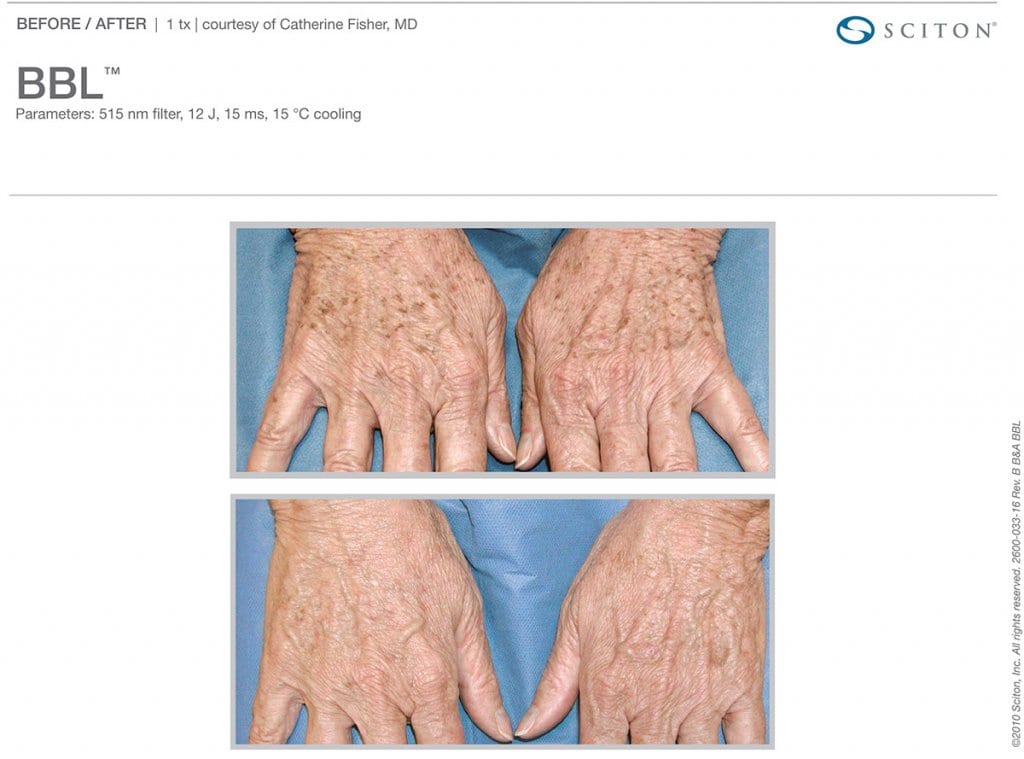 BEFORE / AFTER | 1 tx | courtesy of Catherine Fisher, MD
SCITON®
BBL™
Parameters: 515 nm filter, 12 J, 15 ms, 15 °C cooling
©2010 Sciton, Inc. All rights reserved. 2600-033-16 Rev. B B&A BBL